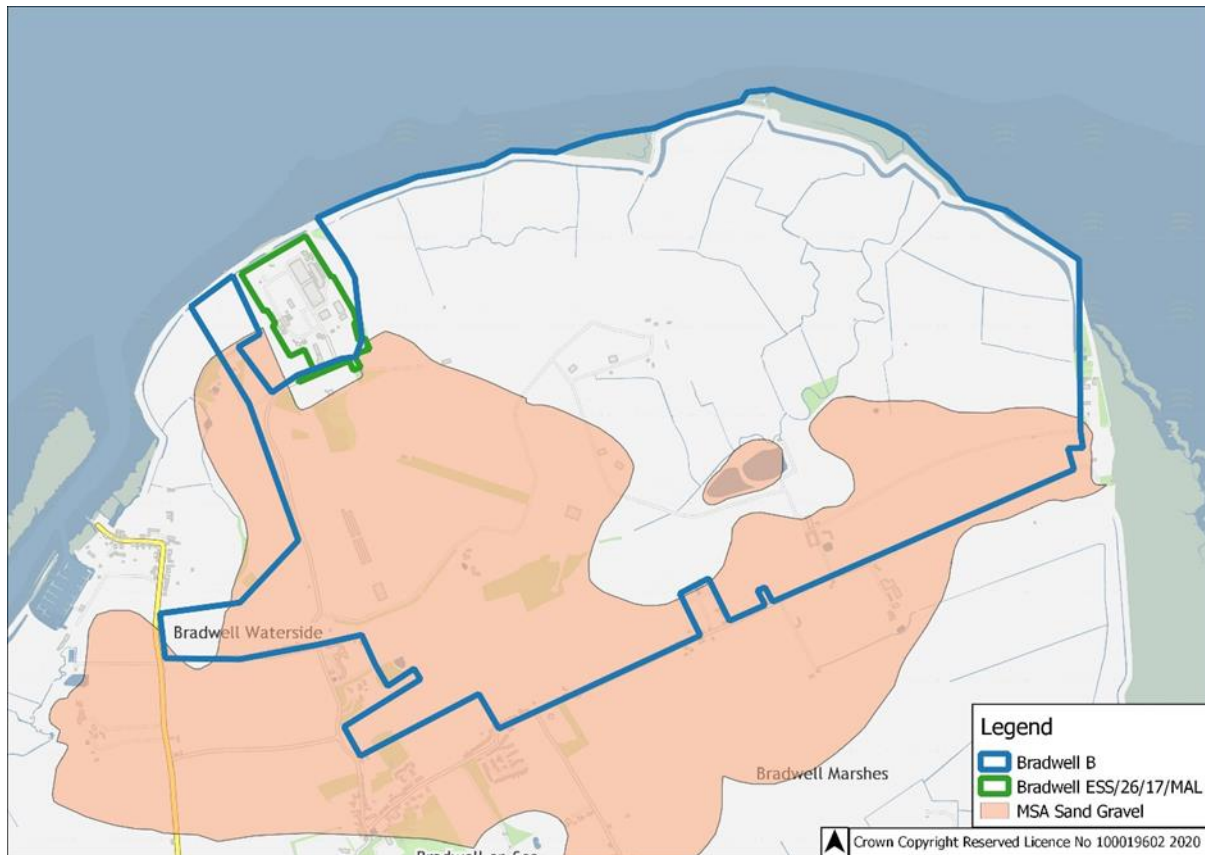 Bradwell Waterside
Bradwell Marshes
Legend
Bradwell B
Bradwell ESS/26/17/MAL
MSA Sand Gravel
Crown Copyright Reserved Licence No 100019602 2020